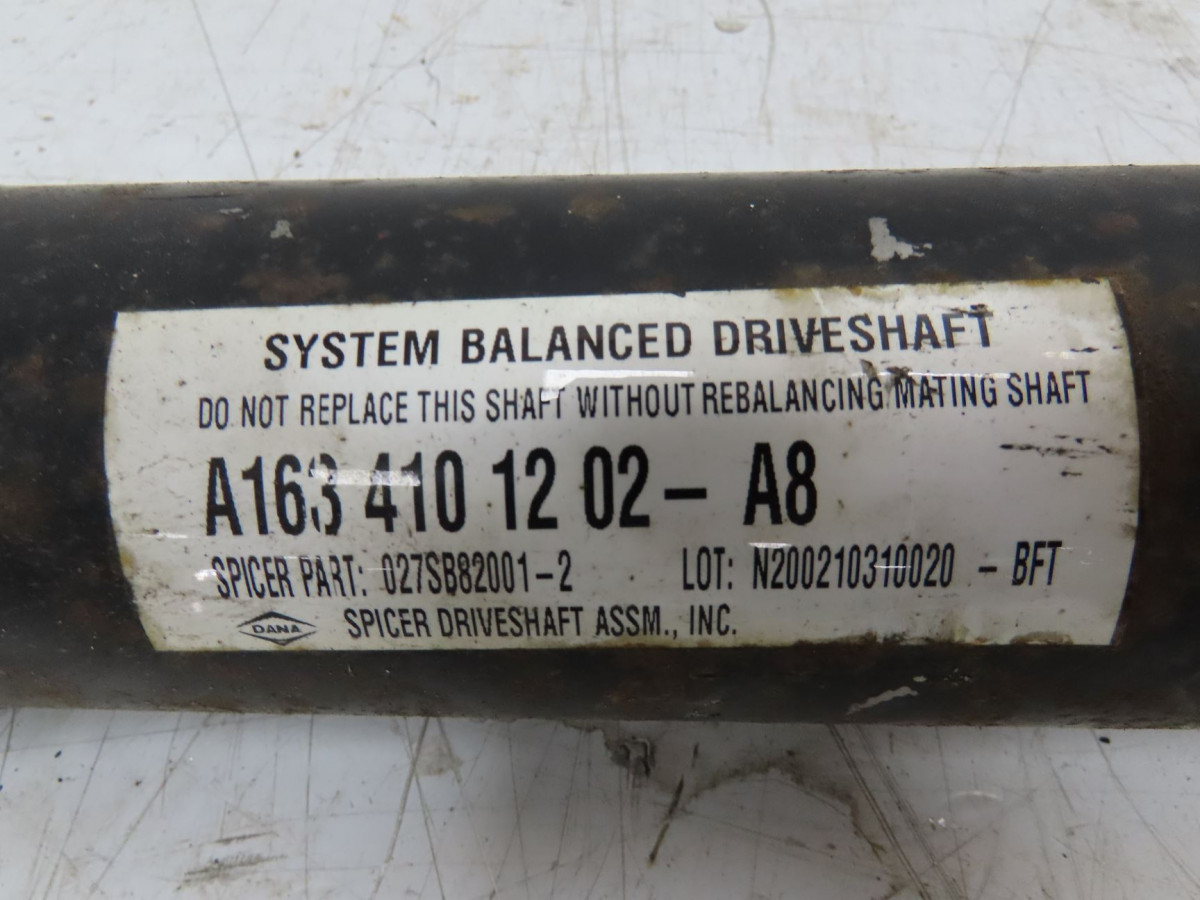 SYSTEM BALANCED DRIVESHAFT
DO NOT REPLACE THIS SHAFT WITHOUT REBALANCING MATING SHAFT
A163 410 12 02 - A8
SPICER PART: 027SB82001-2 LOT: N200210310020 - BFT
DANA SPICER DRIVESHAFT ASSM., INC.